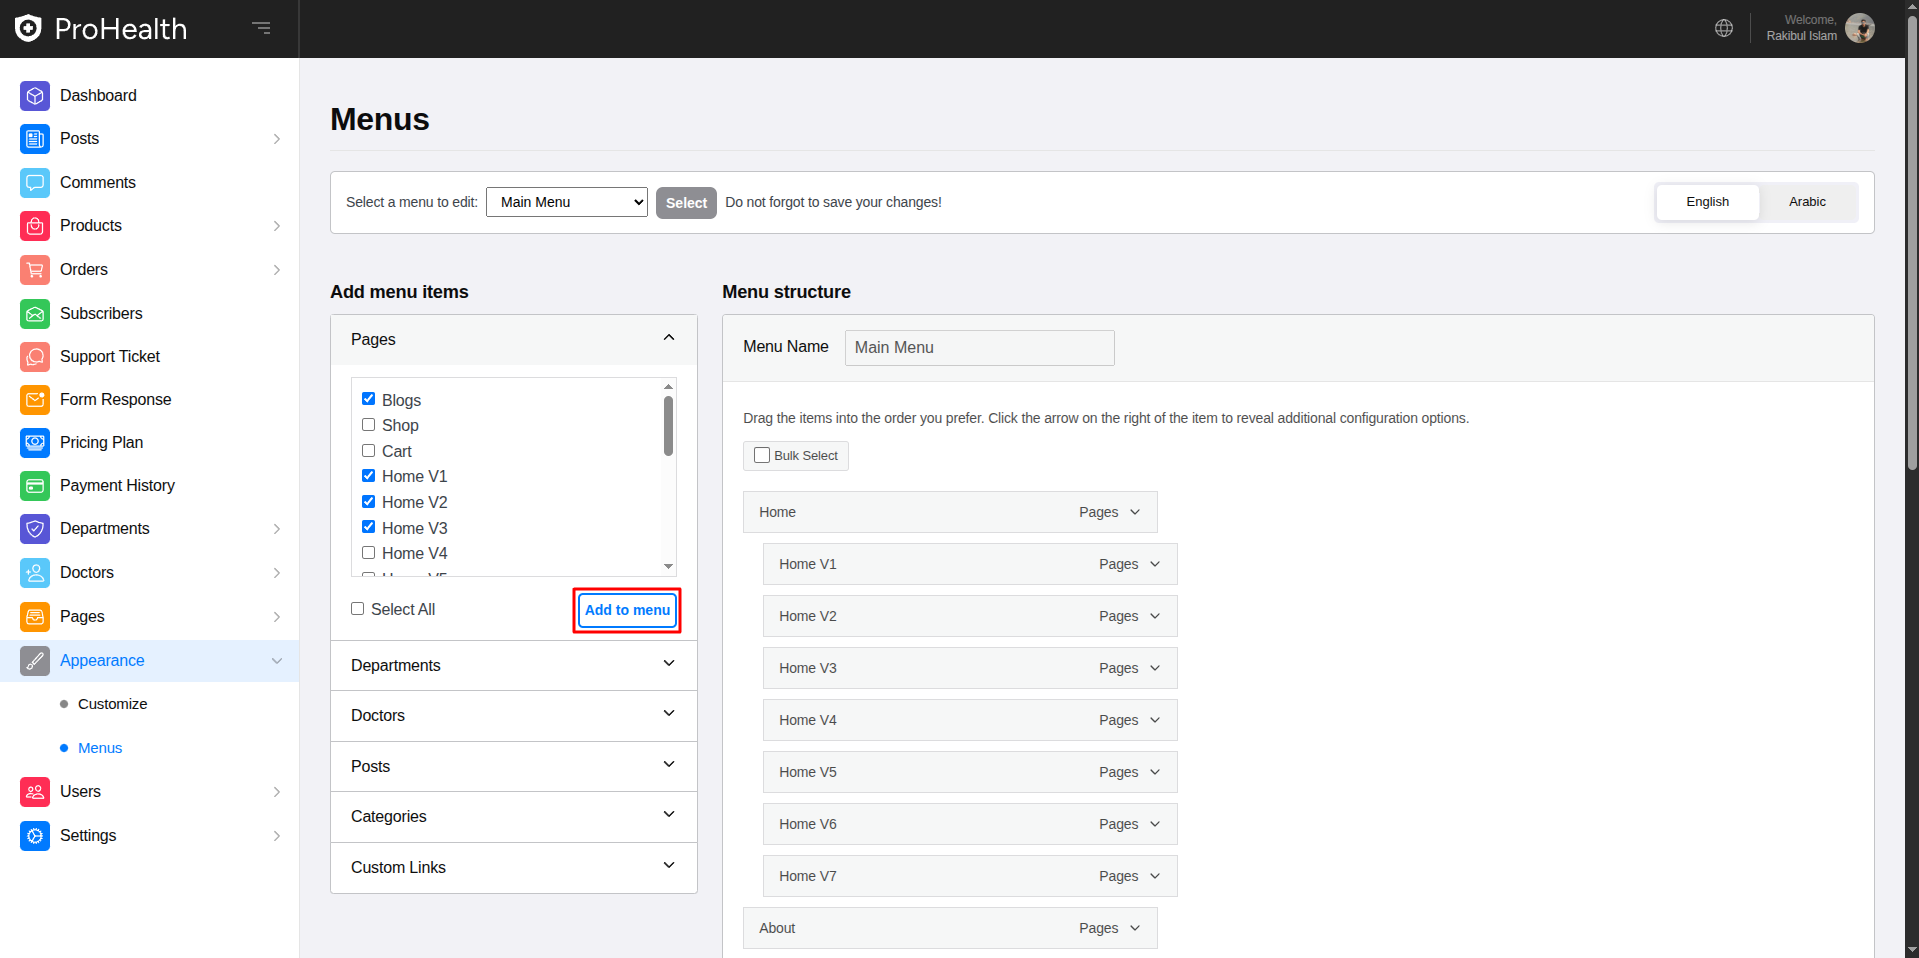 ProHealth
Welcome,
Rakibul Islam
Dashboard
Posts
Comments
Products
Orders
Subscribers
Support Ticket
Form Response
Pricing Plan
Payment History
Departments
Doctors
Pages
Appearance
Customize
Menus
Users
Settings
Menus
Select a menu to edit: Main Menu Select Do not forgot to save your changes!
English Arabic
Add menu items
Pages
Blogs
Shop
Cart
Home V1
Home V2
Home V3
Home V4
Home V5
Select All Add to menu
Departments
Doctors
Posts
Categories
Custom Links
Menu structure
Menu Name Main Menu
Drag the items into the order you prefer. Click the arrow on the right of the item to reveal additional configuration options.
Bulk Select
Home Pages
Home V1 Pages
Home V2 Pages
Home V3 Pages
Home V4 Pages
Home V5 Pages
Home V6 Pages
Home V7 Pages
About Pages